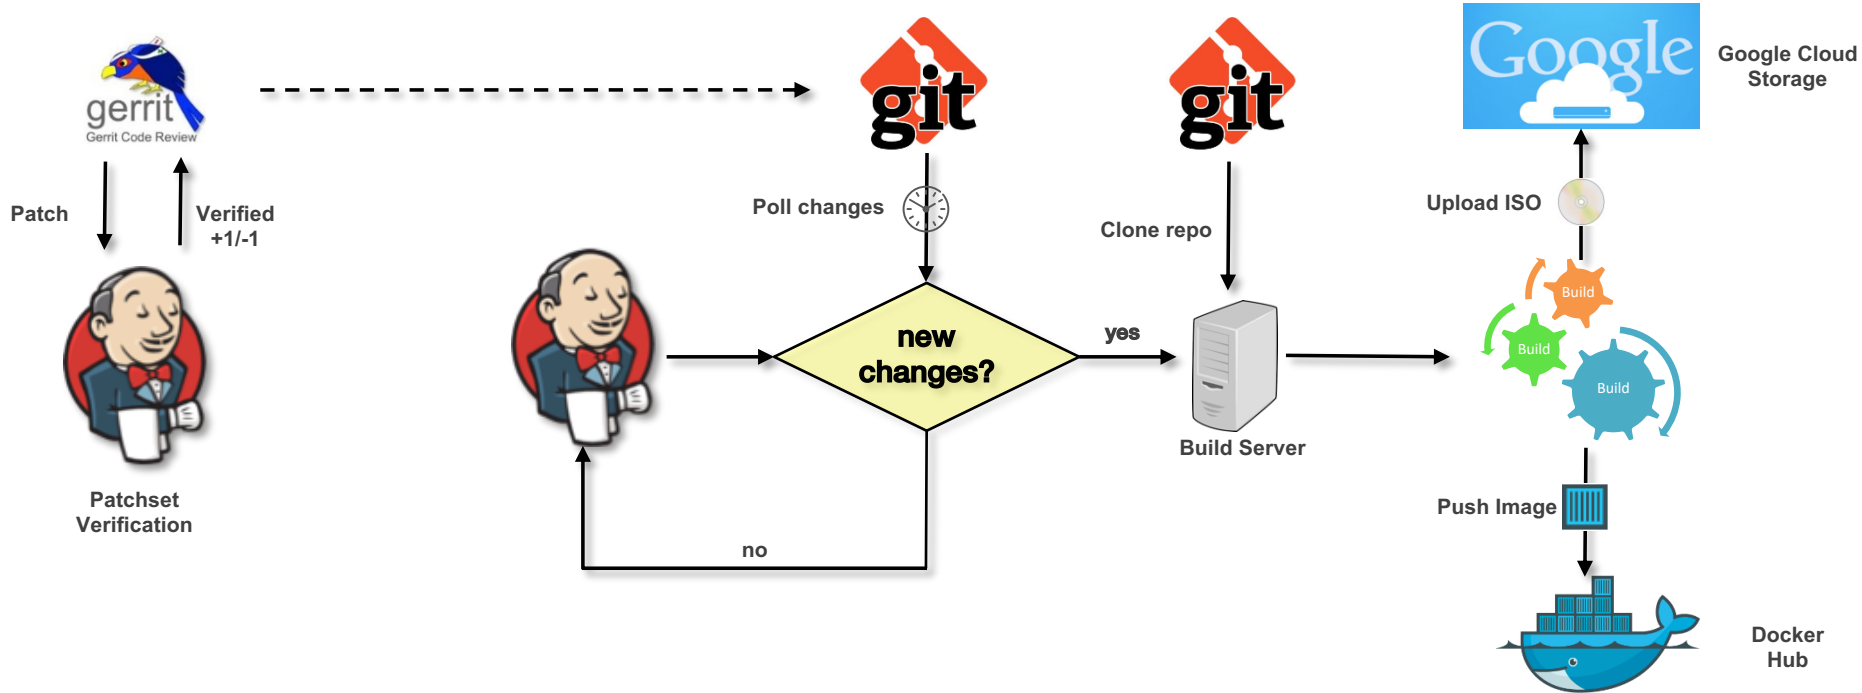 gerrit
Gerrit Code Review
git
git
Google
Google Cloud
Storage
Patch
Verified
+1/-1
Poll changes
Clone repo
Upload ISO
new
changes?
yes
Build
Build
Build
Build Server
Patchset
Verification
no
Push Image
Docker
Hub